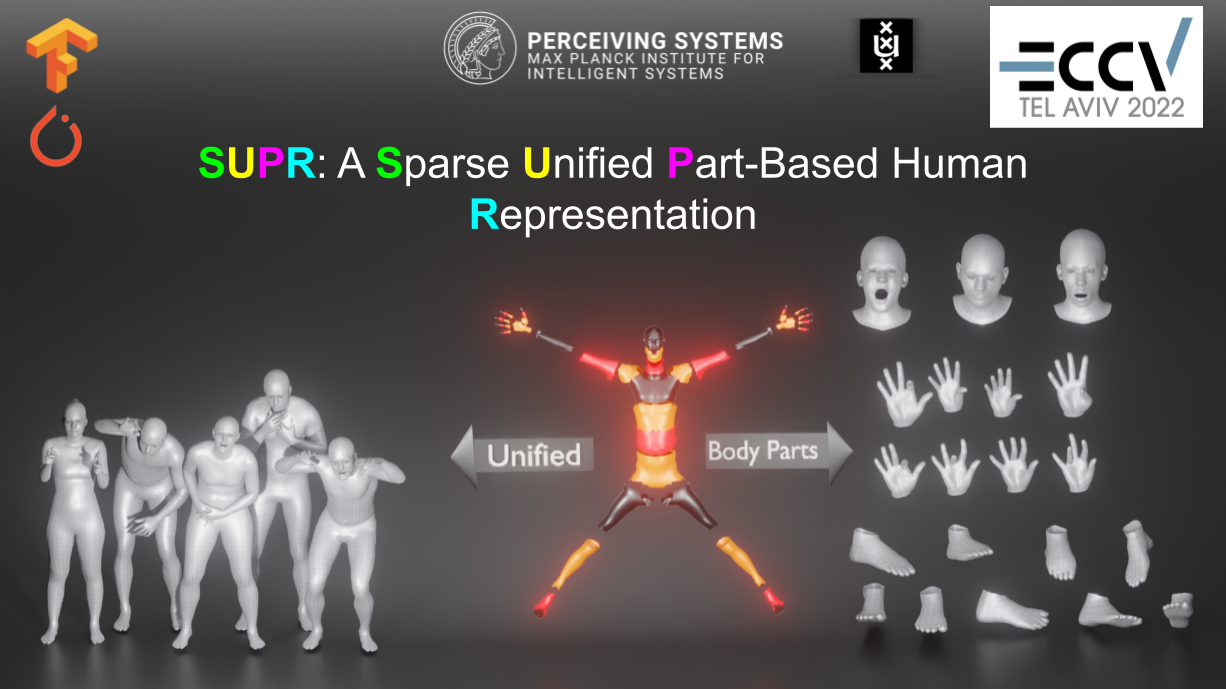 PERCEIVING SYSTEMS
MAX PLANCK INSTITUTE FOR
INTELLIGENT SYSTEMS
ECCV
TEL AVIV 2022
SUPR: A Sparse Unified Part-Based Human
Representation
Unified
Body Parts